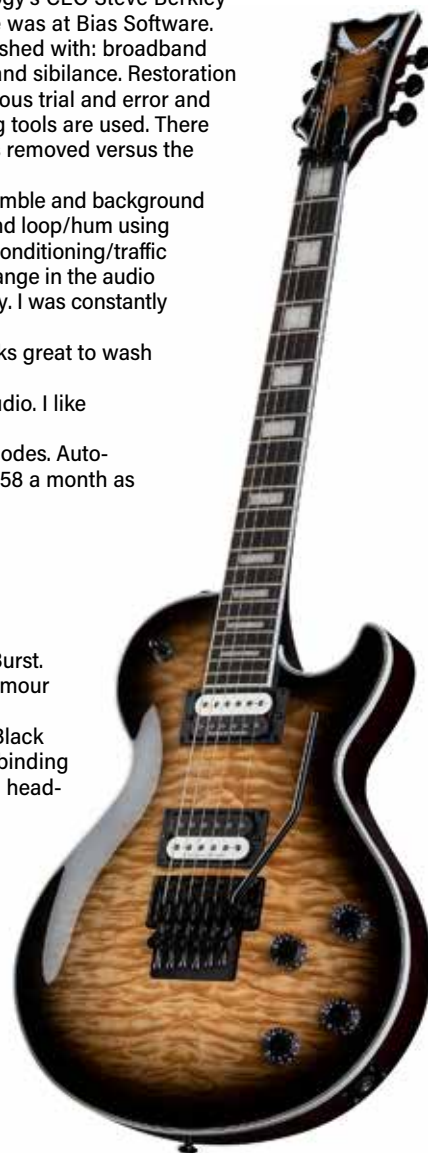 ogy's CEO Steve Berkley
e was at Bias Software.
shed with: broadband
and sibilance. Restoration
ous trial and error and
g tools are used. There
s removed versus the
mble and background
nd loop/hum using
onditioning/traffic
ange in the audio
y. I was constantly
ks great to wash
udio. I like
odes. Auto-
58 a month as
Burst.
mour
Black
binding
head-